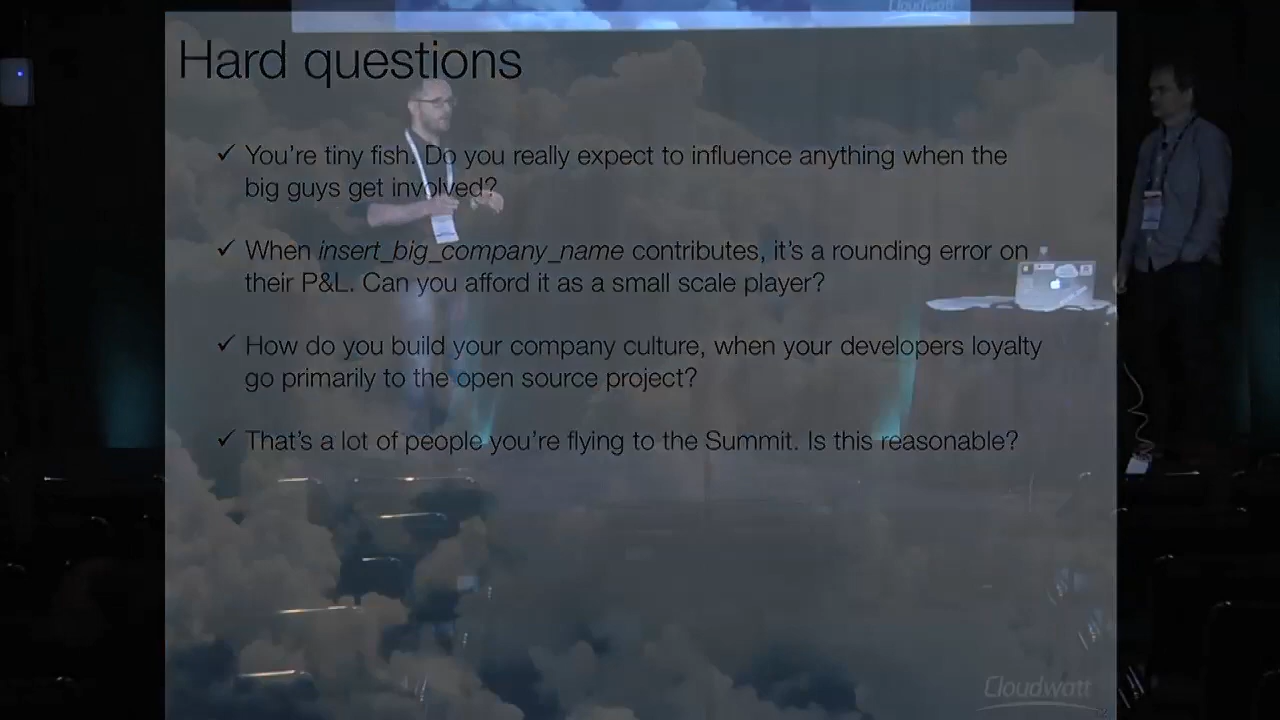 Cloudwatt
Hard questions
✓ You're tiny fish. Do you really expect to influence anything when the
big guys get involved?
✓ When insert_big_company_name contributes, it's a rounding error on
their P&L. Can you afford it as a small scale player?
✓ How do you build your company culture, when your developers loyalty
go primarily to the open source project?
✓ That's a lot of people you're flying to the Summit. Is this reasonable?
Cloudwatt